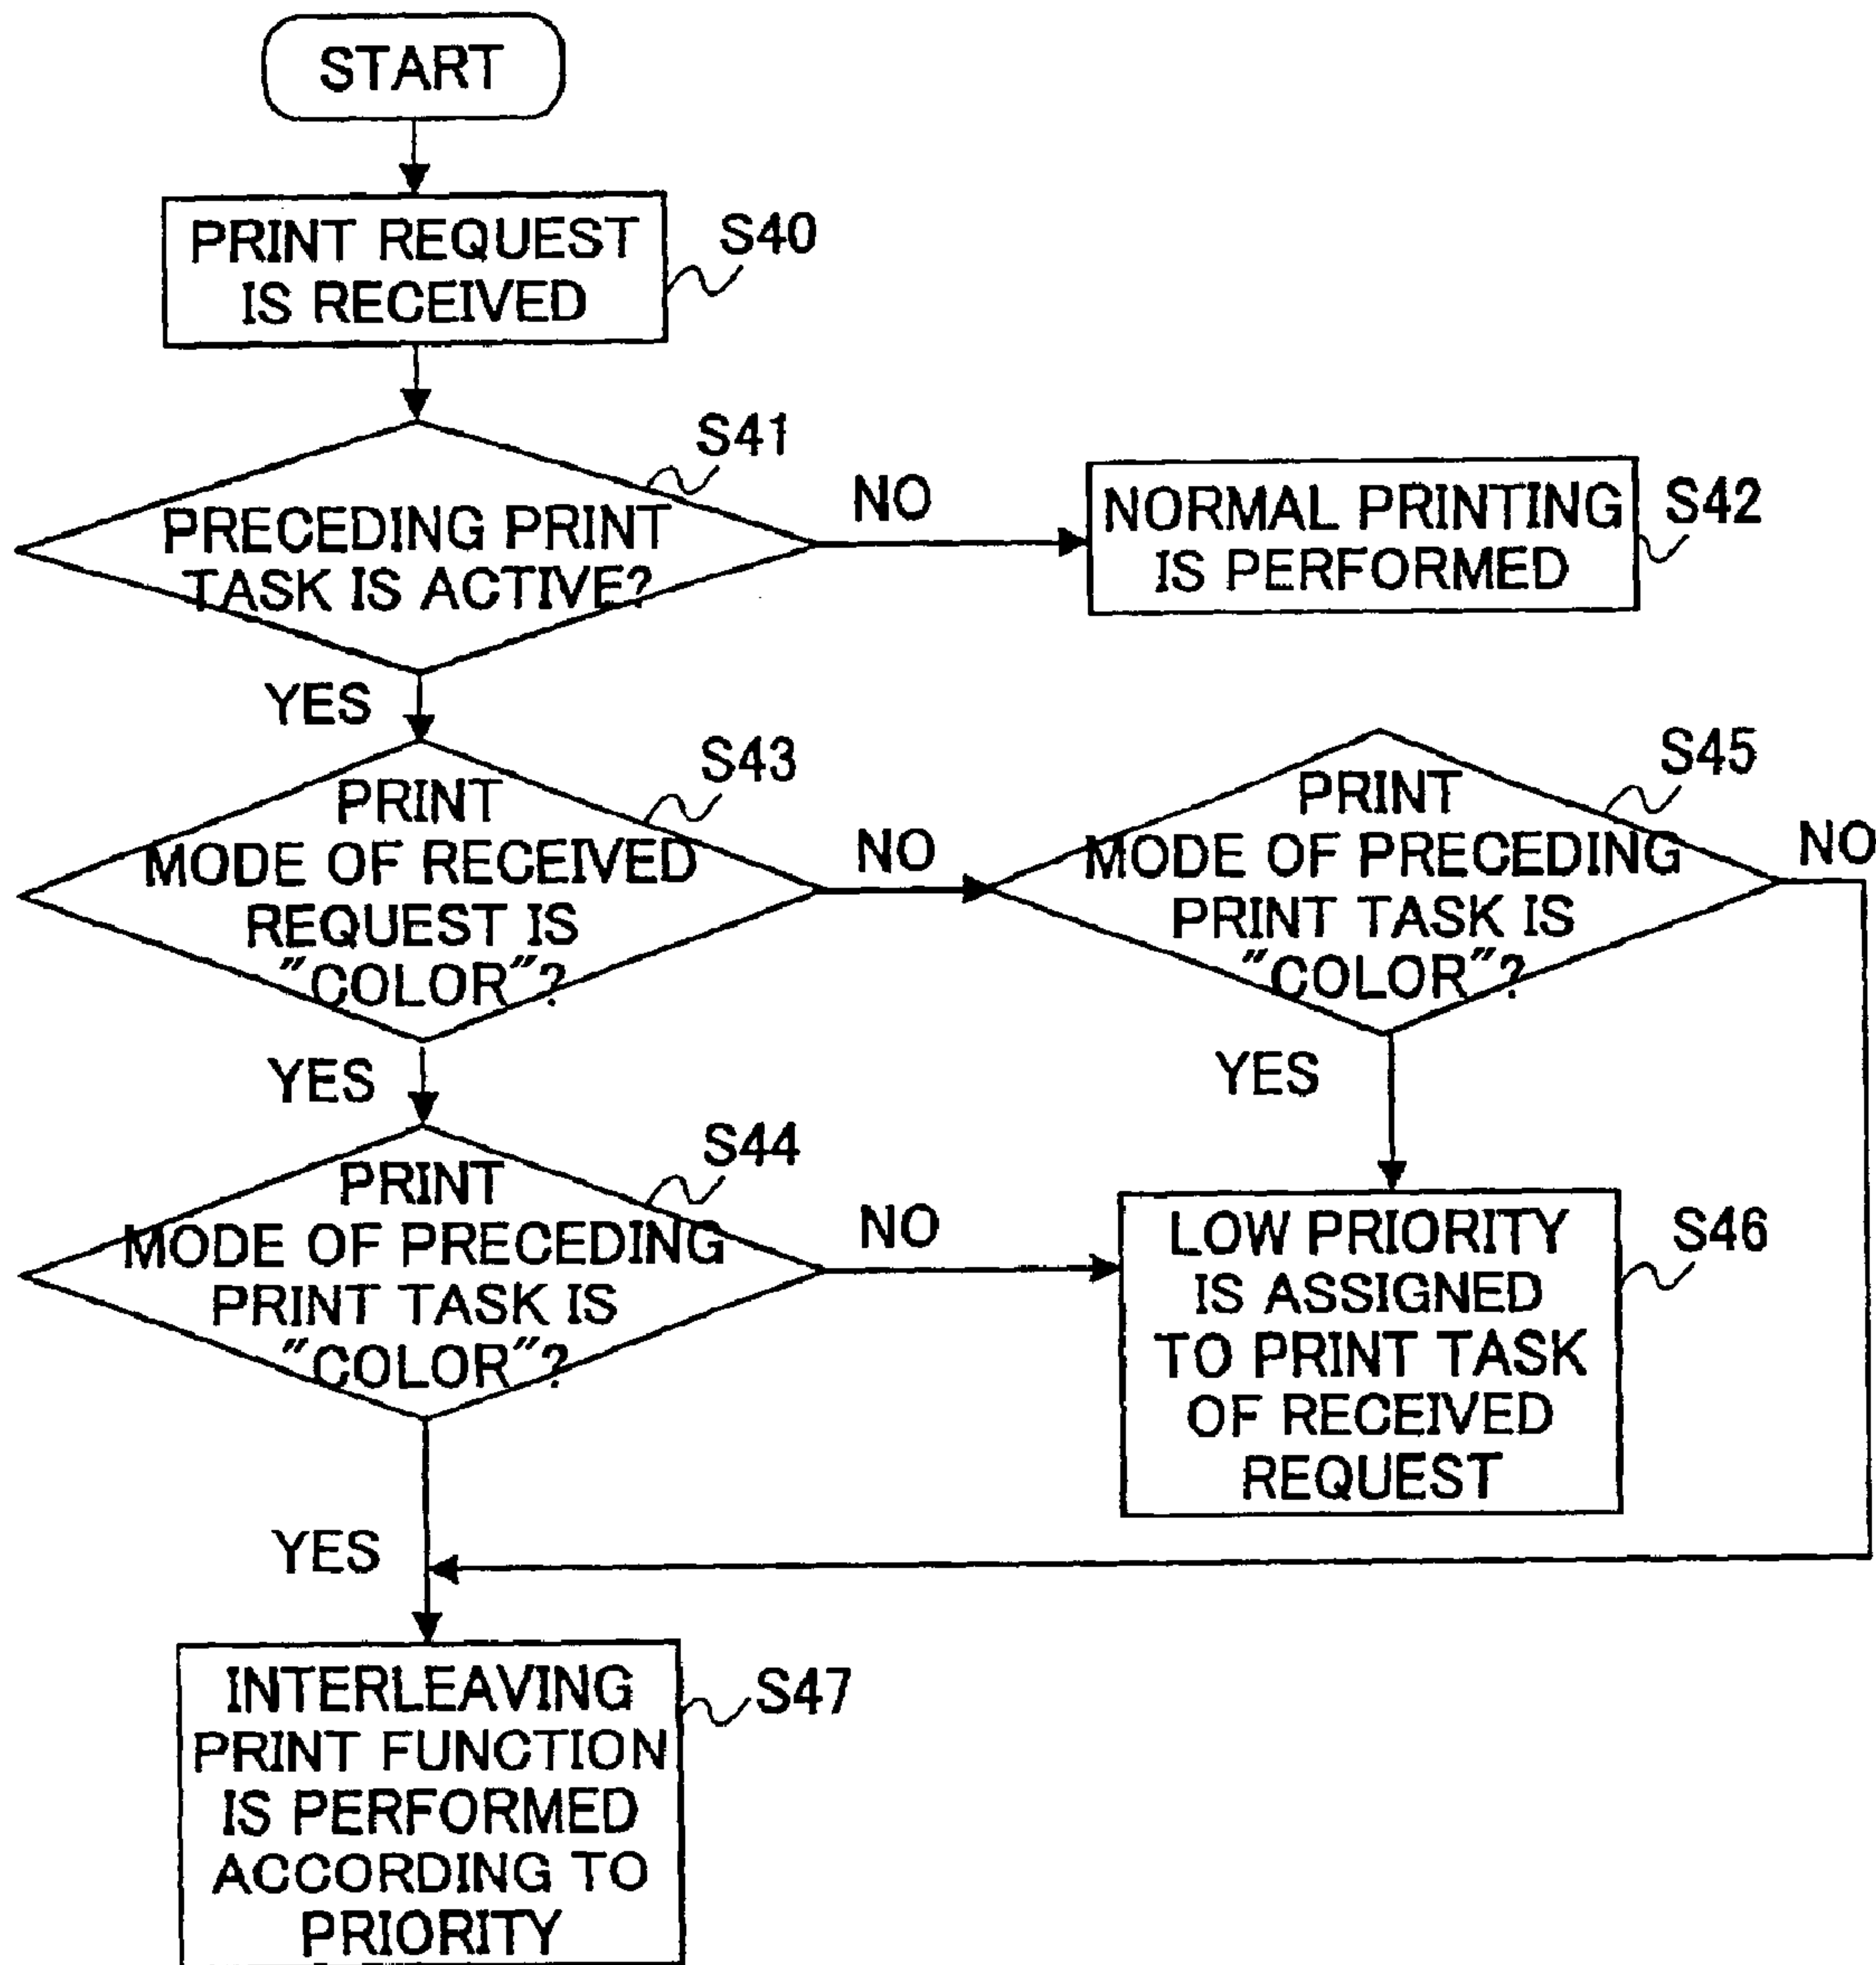 START
PRINT REQUEST
IS RECEIVED
S40
S41
PRECEDING PRINT
TASK IS ACTIVE?
NO
NORMAL PRINTING
IS PERFORMED
S42
YES
S43
PRINT
MODE OF RECEIVED
REQUEST IS
"COLOR"?
NO
S45
PRINT
MODE OF PRECEDING
PRINT TASK IS
"COLOR"?
NO
YES
YES
S44
PRINT
MODE OF PRECEDING
PRINT TASK IS
"COLOR"?
NO
LOW PRIORITY
IS ASSIGNED
TO PRINT TASK
OF RECEIVED
REQUEST
S46
YES
INTERLEAVING
PRINT FUNCTION
IS PERFORMED
ACCORDING TO
PRIORITY
S47